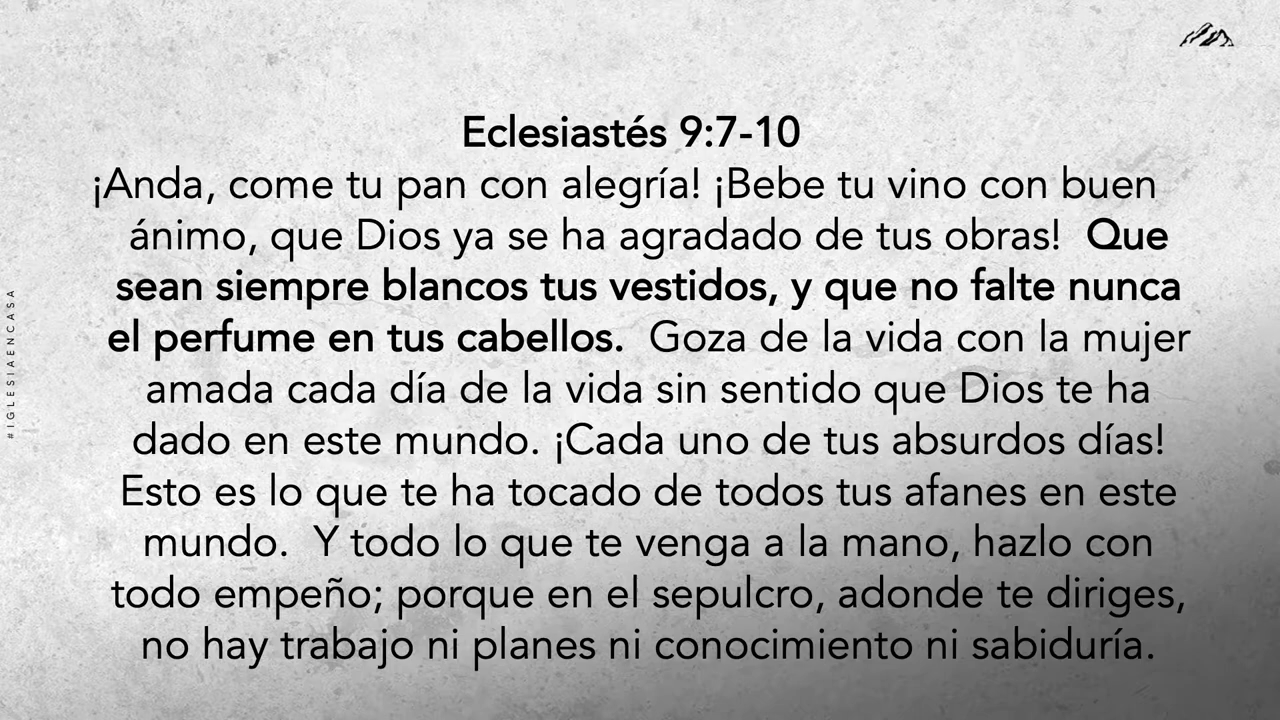 Eclesiastés 9:7-10
¡Anda, come tu pan con alegría! ¡Bebe tu vino con buen
ánimo, que Dios ya se ha agradado de tus obras! Que
sean siempre blancos tus vestidos, y que no falte nunca
el perfume en tus cabellos. Goza de la vida con la mujer
amada cada día de la vida sin sentido que Dios te ha
dado en este mundo. ¡Cada uno de tus absurdos días!
Esto es lo que te ha tocado de todos tus afanes en este
mundo. Y todo lo que te venga a la mano, hazlo con
todo empeño; porque en el sepulcro, adonde te diriges,
no hay trabajo ni planes ni conocimiento ni sabiduría.
#IGLESIAENCASA